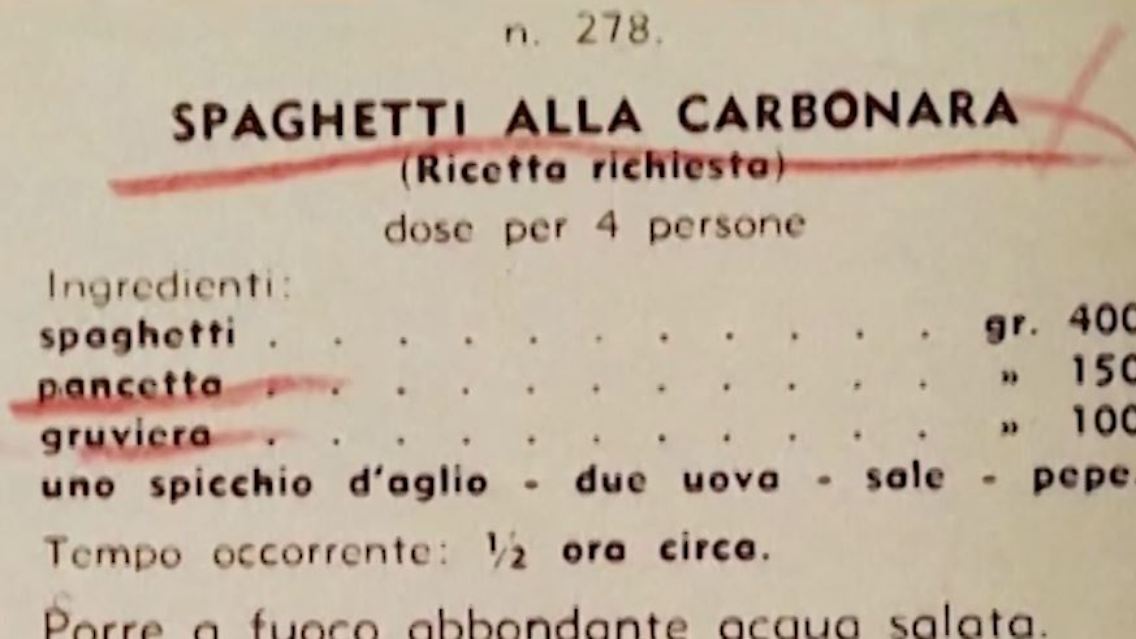 n. 278.
SPAGHETTI ALLA CARBONARA
(Ricetta richiesta)
dose per 4 persone
Ingredienti:
spaghetti . . . . . . . . . . . gr. 400
pancetta . . . . . . . . . . . » 150
gruviera . . . . . . . . . . . » 100
uno spicchio d'aglio - due uova - sale - pepe.
Tempo occorrente: ½ ora circa.
Porre a fuoco abbondante acqua salata.